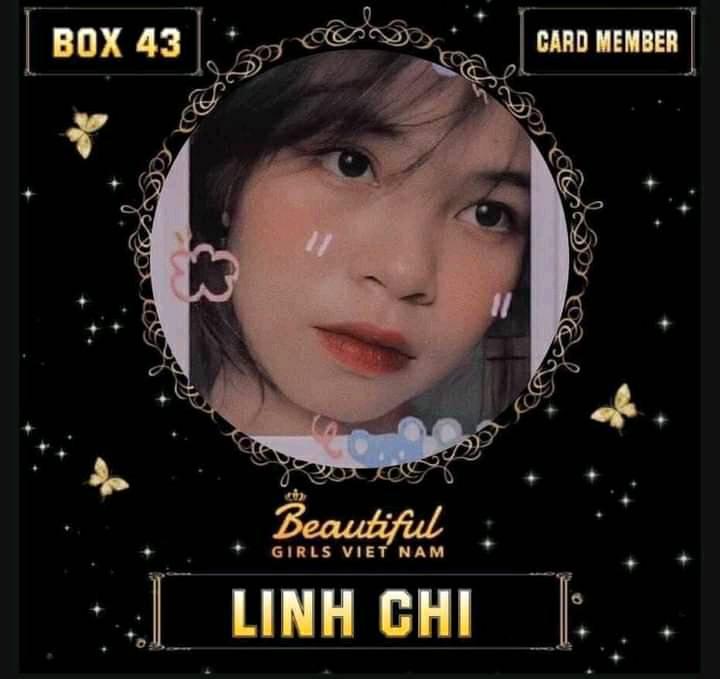 BOX 43
CARD MEMBER
Beautiful
GIRLS VIET NAM
LINH CHI